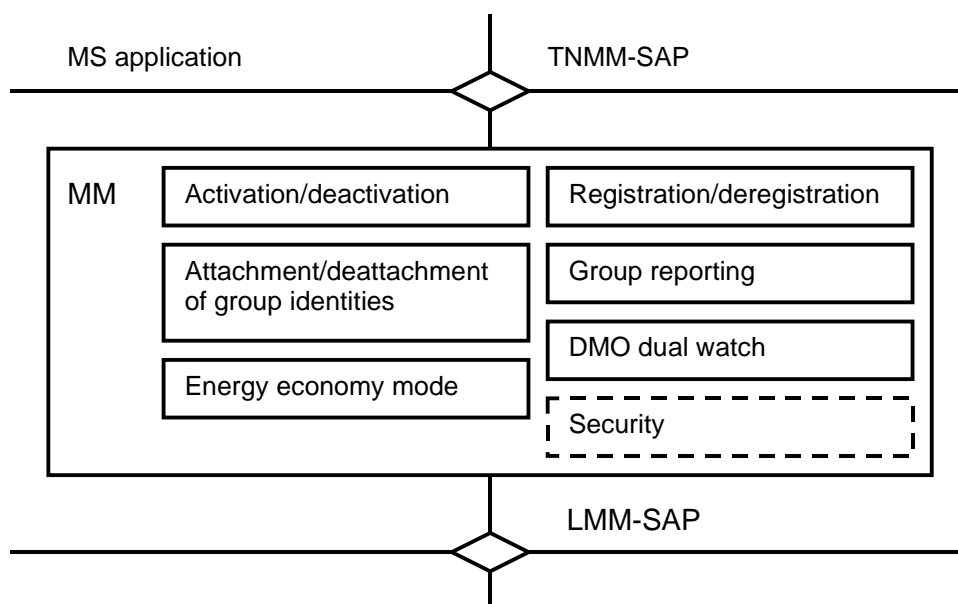 MS application
TNMM-SAP
MM
Activation/deactivation
Registration/deregistration
Attachment/deattachment
of group identities
Group reporting
DMO dual watch
Energy economy mode
Security
LMM-SAP